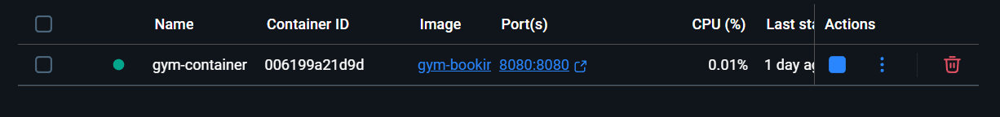 Name Container ID Image Port(s) CPU (%) Last sta Actions
gym-container 006199a21d9d gym-bookir 8080:8080 0.01% 1 day ag